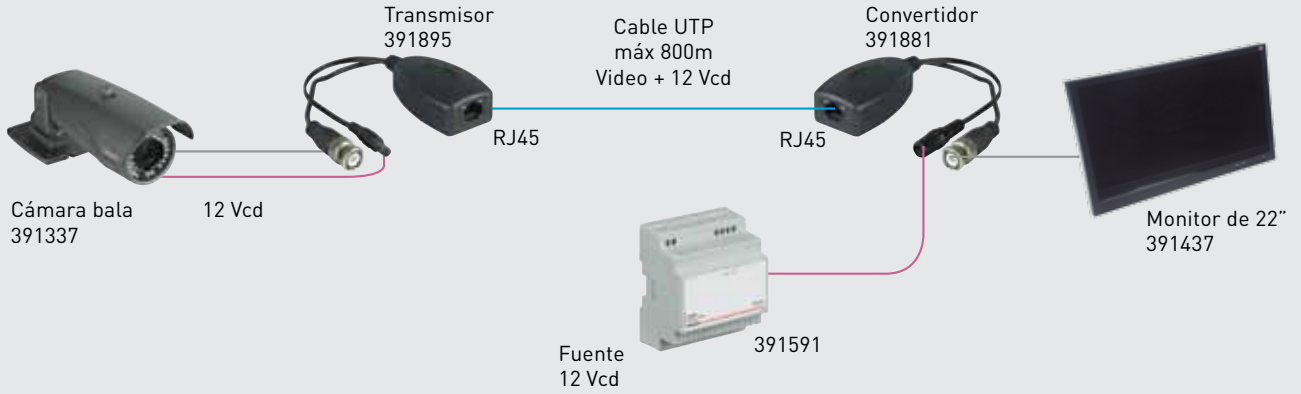 Transmisor
391895
Cable UTP
máx 800m
Video + 12 Vcd
Convertidor
391881
RJ45
RJ45
Cámara bala
391337
12 Vcd
Monitor de 22”
391437
Fuente
12 Vcd
391591